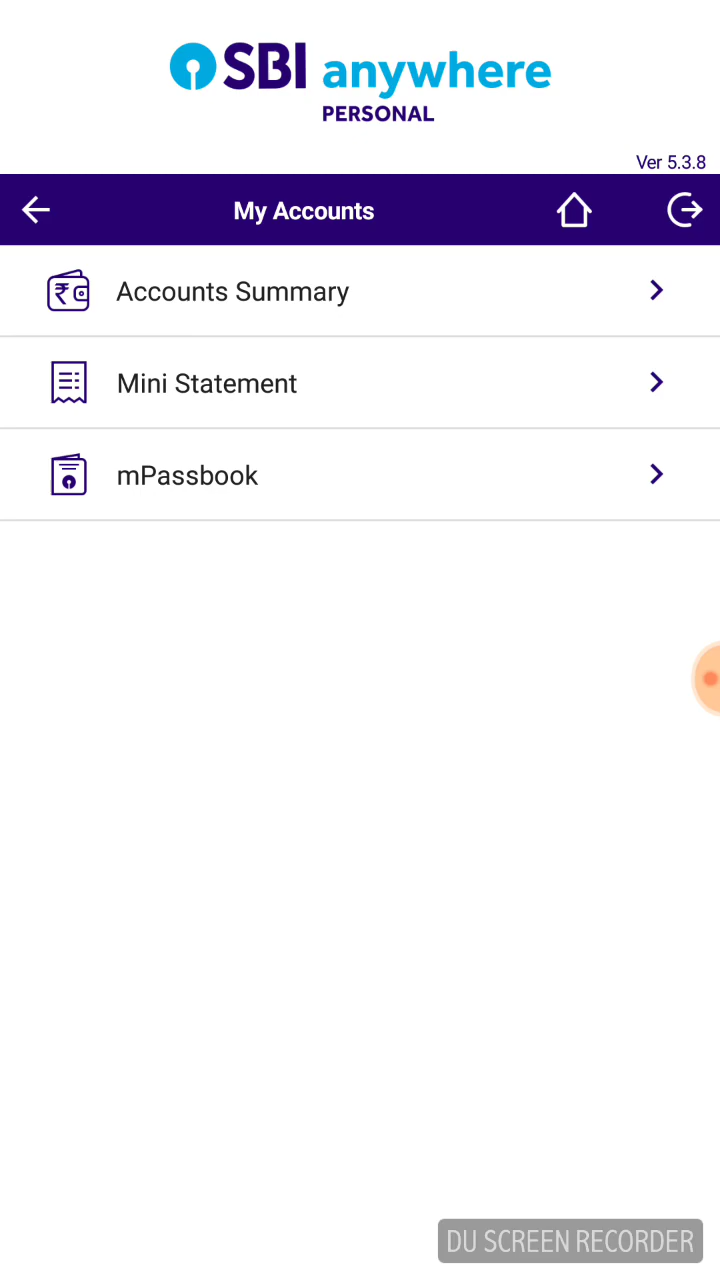 SBI anywhere
PERSONAL
Ver 5.3.8
My Accounts
Accounts Summary
Mini Statement
mPassbook
DU SCREEN RECORDER